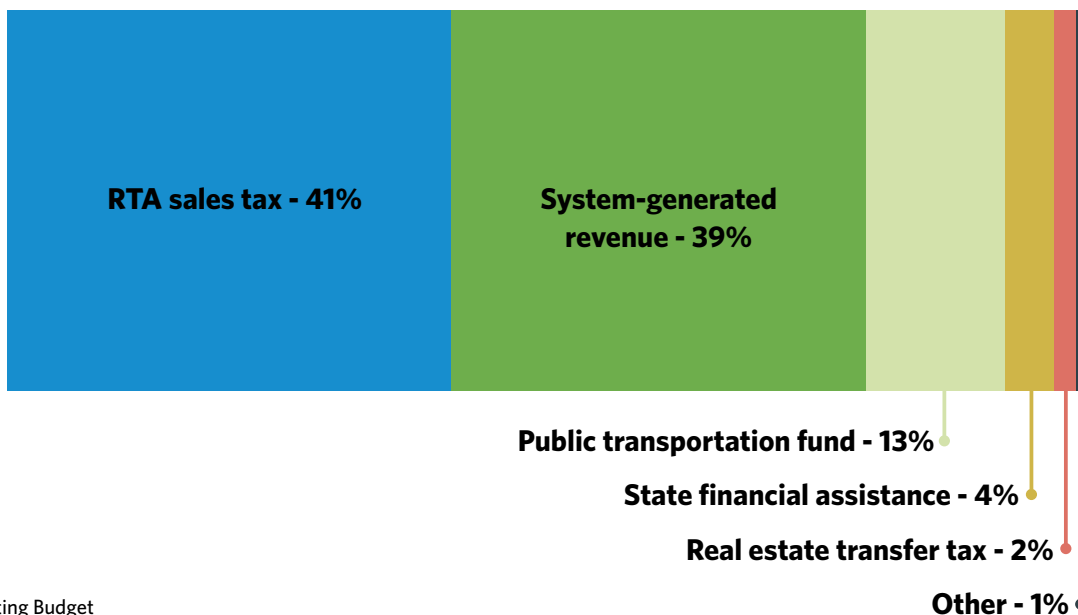 RTA sales tax - 41%
System-generated
revenue - 39%
Public transportation fund - 13%
State financial assistance - 4%
Real estate transfer tax - 2%
Other - 1%
Budget